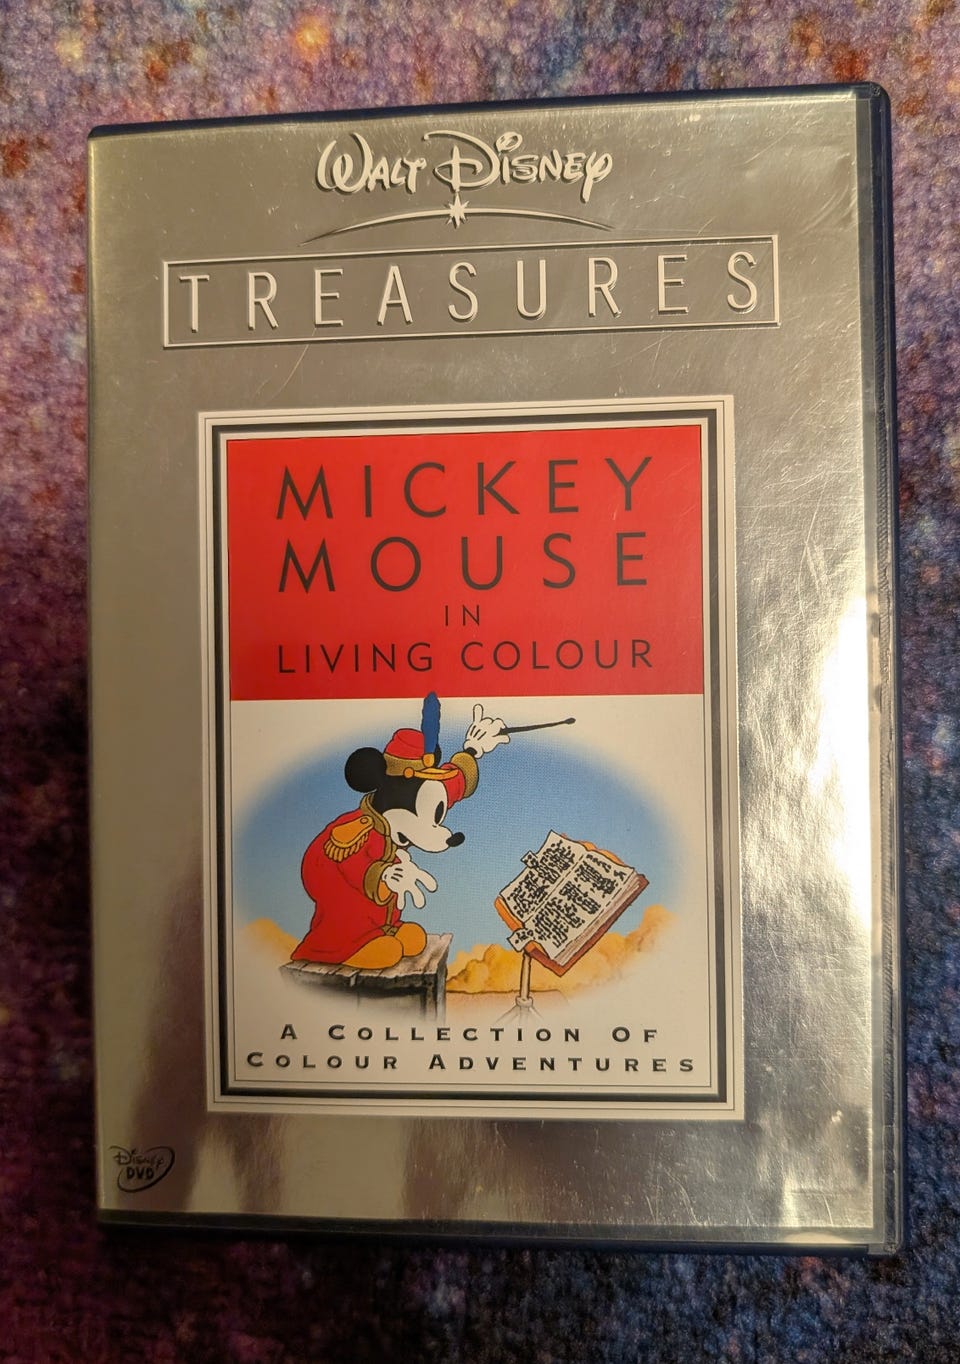 WALT DISNEY
TREASURES
MICKEY
MOUSE
IN
LIVING COLOUR
A COLLECTION OF
COLOUR ADVENTURES
DISNEY
DVD